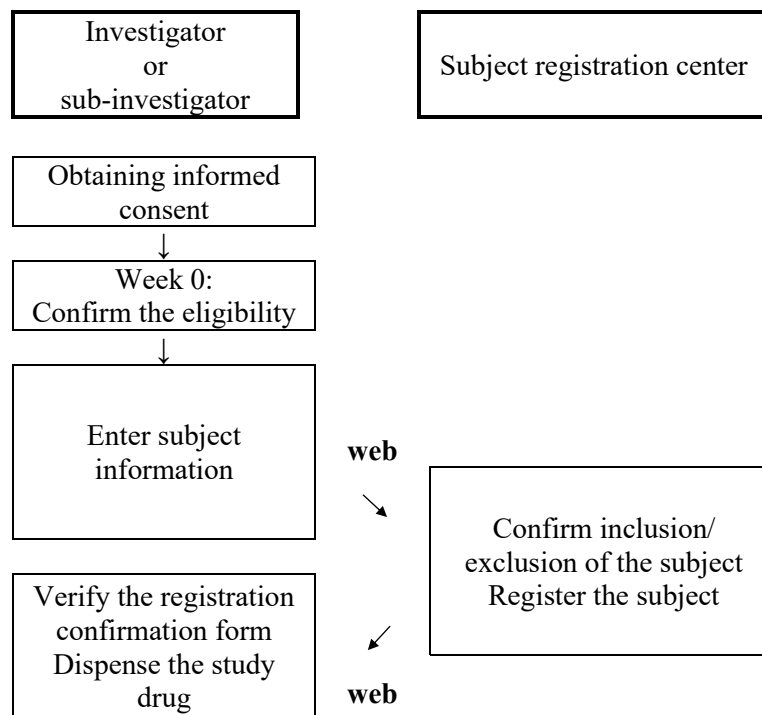 Investigator
or
sub-investigator
Subject registration center
Obtaining informed
consent
↓
Week 0:
Confirm the eligibility
↓
Enter subject
information
web
Confirm inclusion/
exclusion of the subject
Register the subject
Verify the registration
confirmation form
Dispense the study
drug
web